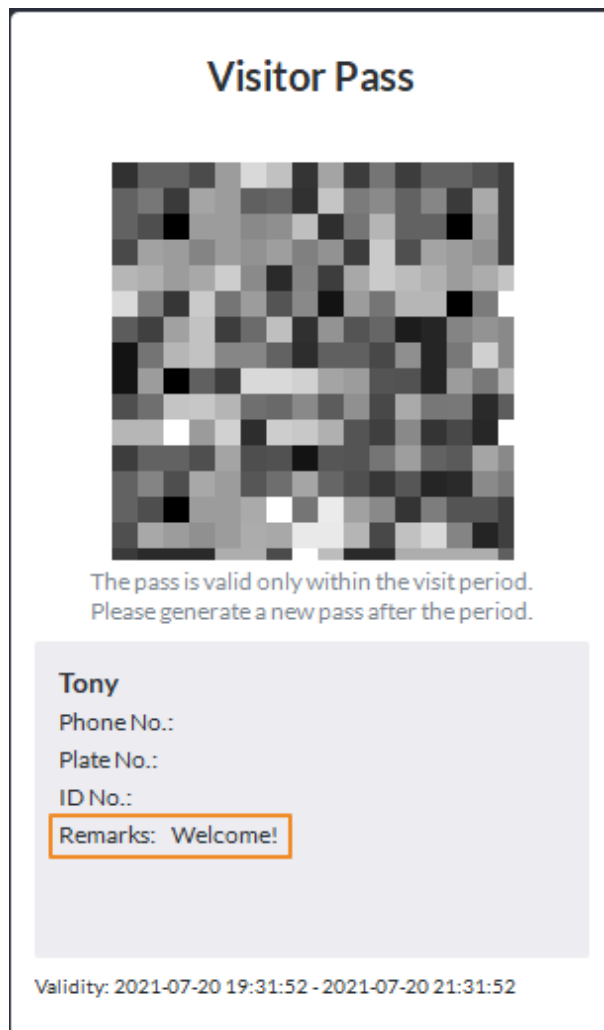 Visitor Pass
The pass is valid only within the visit period.
Please generate a new pass after the period.
Tony
Phone No.:
Plate No.:
ID No.:
Remarks: Welcome!
Validity: 2021-07-20 19:31:52 - 2021-07-20 21:31:52